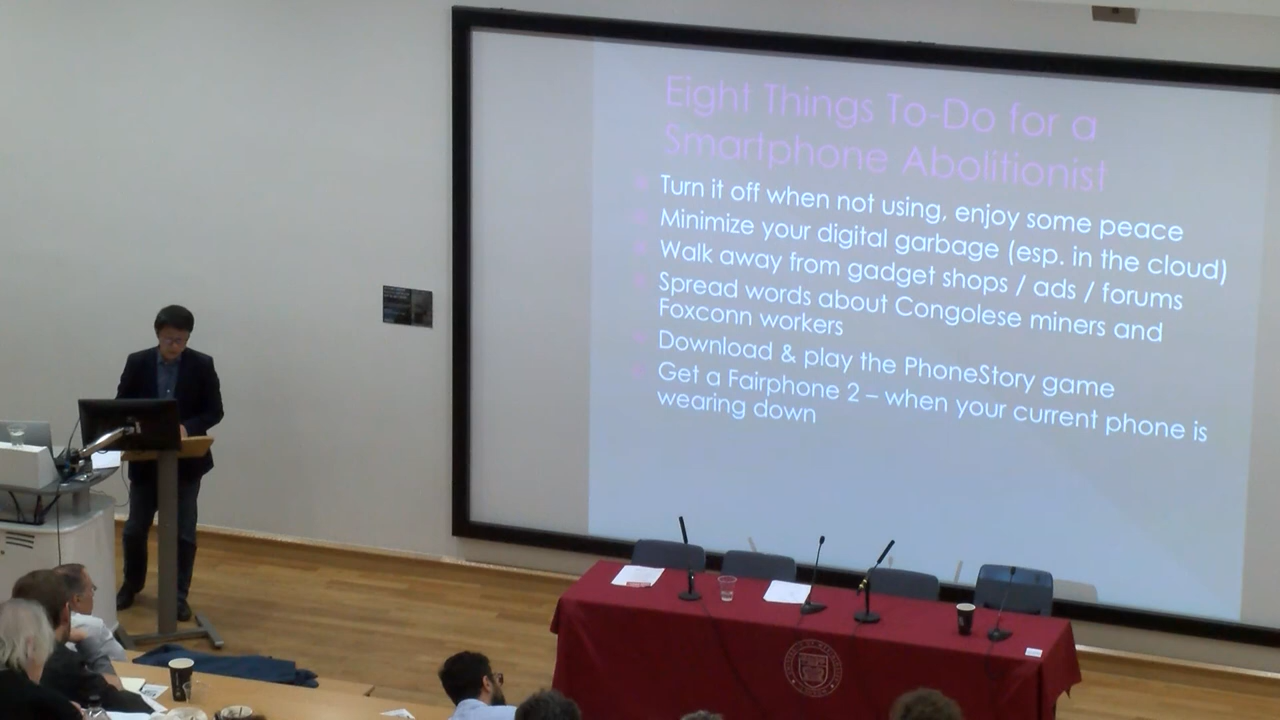 Eight Things To-Do for a
Smartphone Abolitionist
Turn it off when not using, enjoy some peace
Minimize your digital garbage (esp. in the cloud)
Walk away from gadget shops / ads / forums
Spread words about Congolese miners and
Foxconn workers
Download & play the PhoneStory game
Get a Fairphone 2 – when your current phone is
wearing down